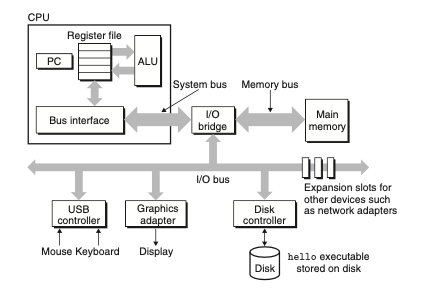 CPU
Register file
PC
ALU
System bus
Memory bus
Bus interface
I/O
bridge
Main
memory
I/O bus
Expansion slots for
other devices such
as network adapters
USB
controller
Graphics
adapter
Disk
controller
Mouse Keyboard
Display
Disk
hello executable
stored on disk